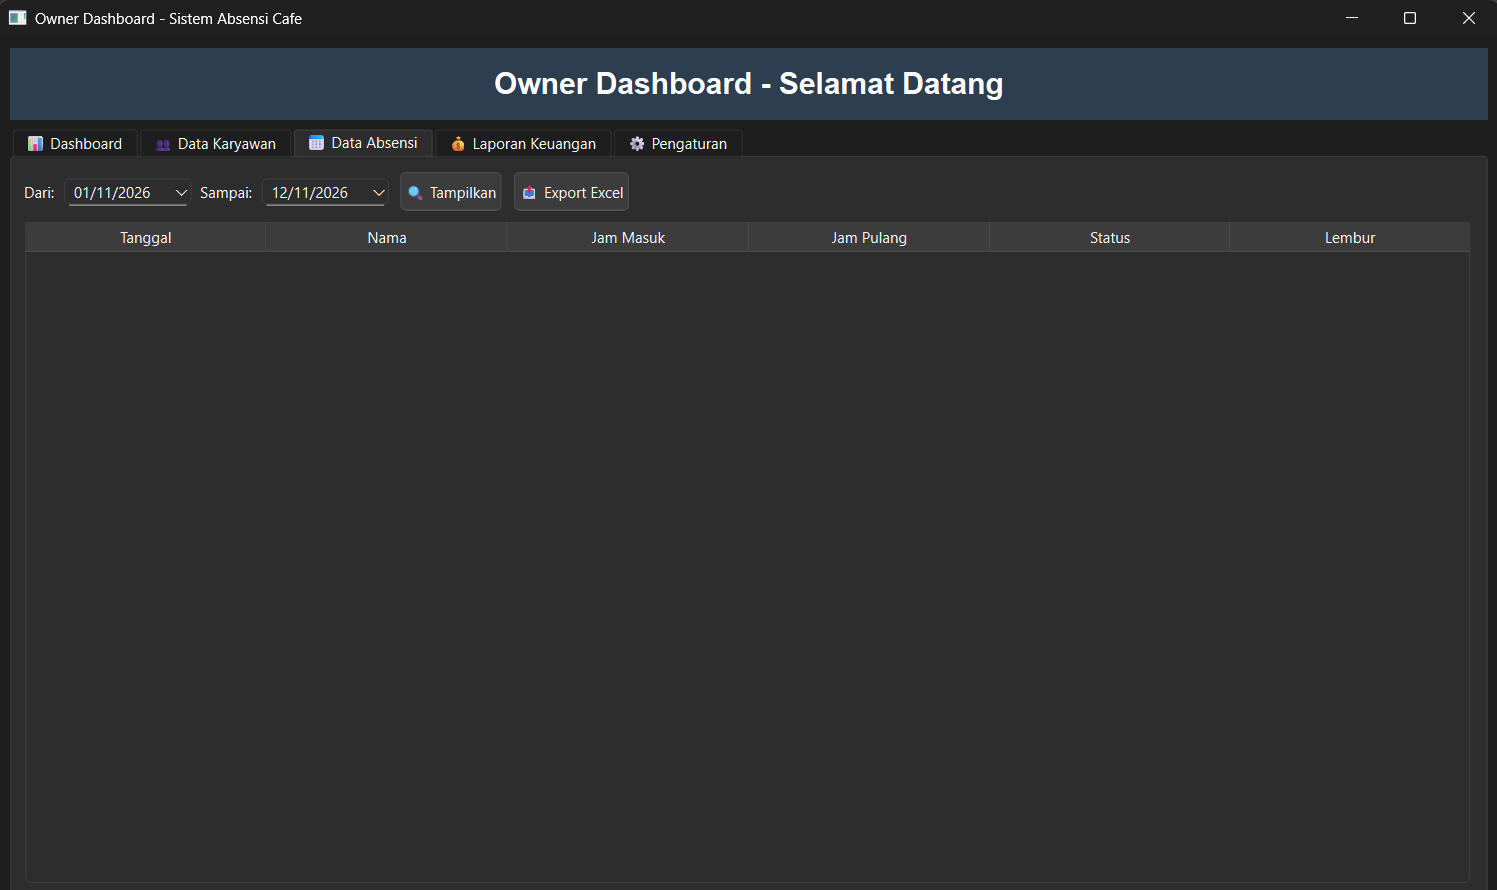 Owner Dashboard - Sistem Absensi Cafe
Owner Dashboard - Selamat Datang
Dashboard Data Karyawan Data Absensi Laporan Keuangan Pengaturan
Dari: 01/11/2026 Sampai: 12/11/2026 Tampilkan Export Excel
Tanggal Nama Jam Masuk Jam Pulang Status Lembur